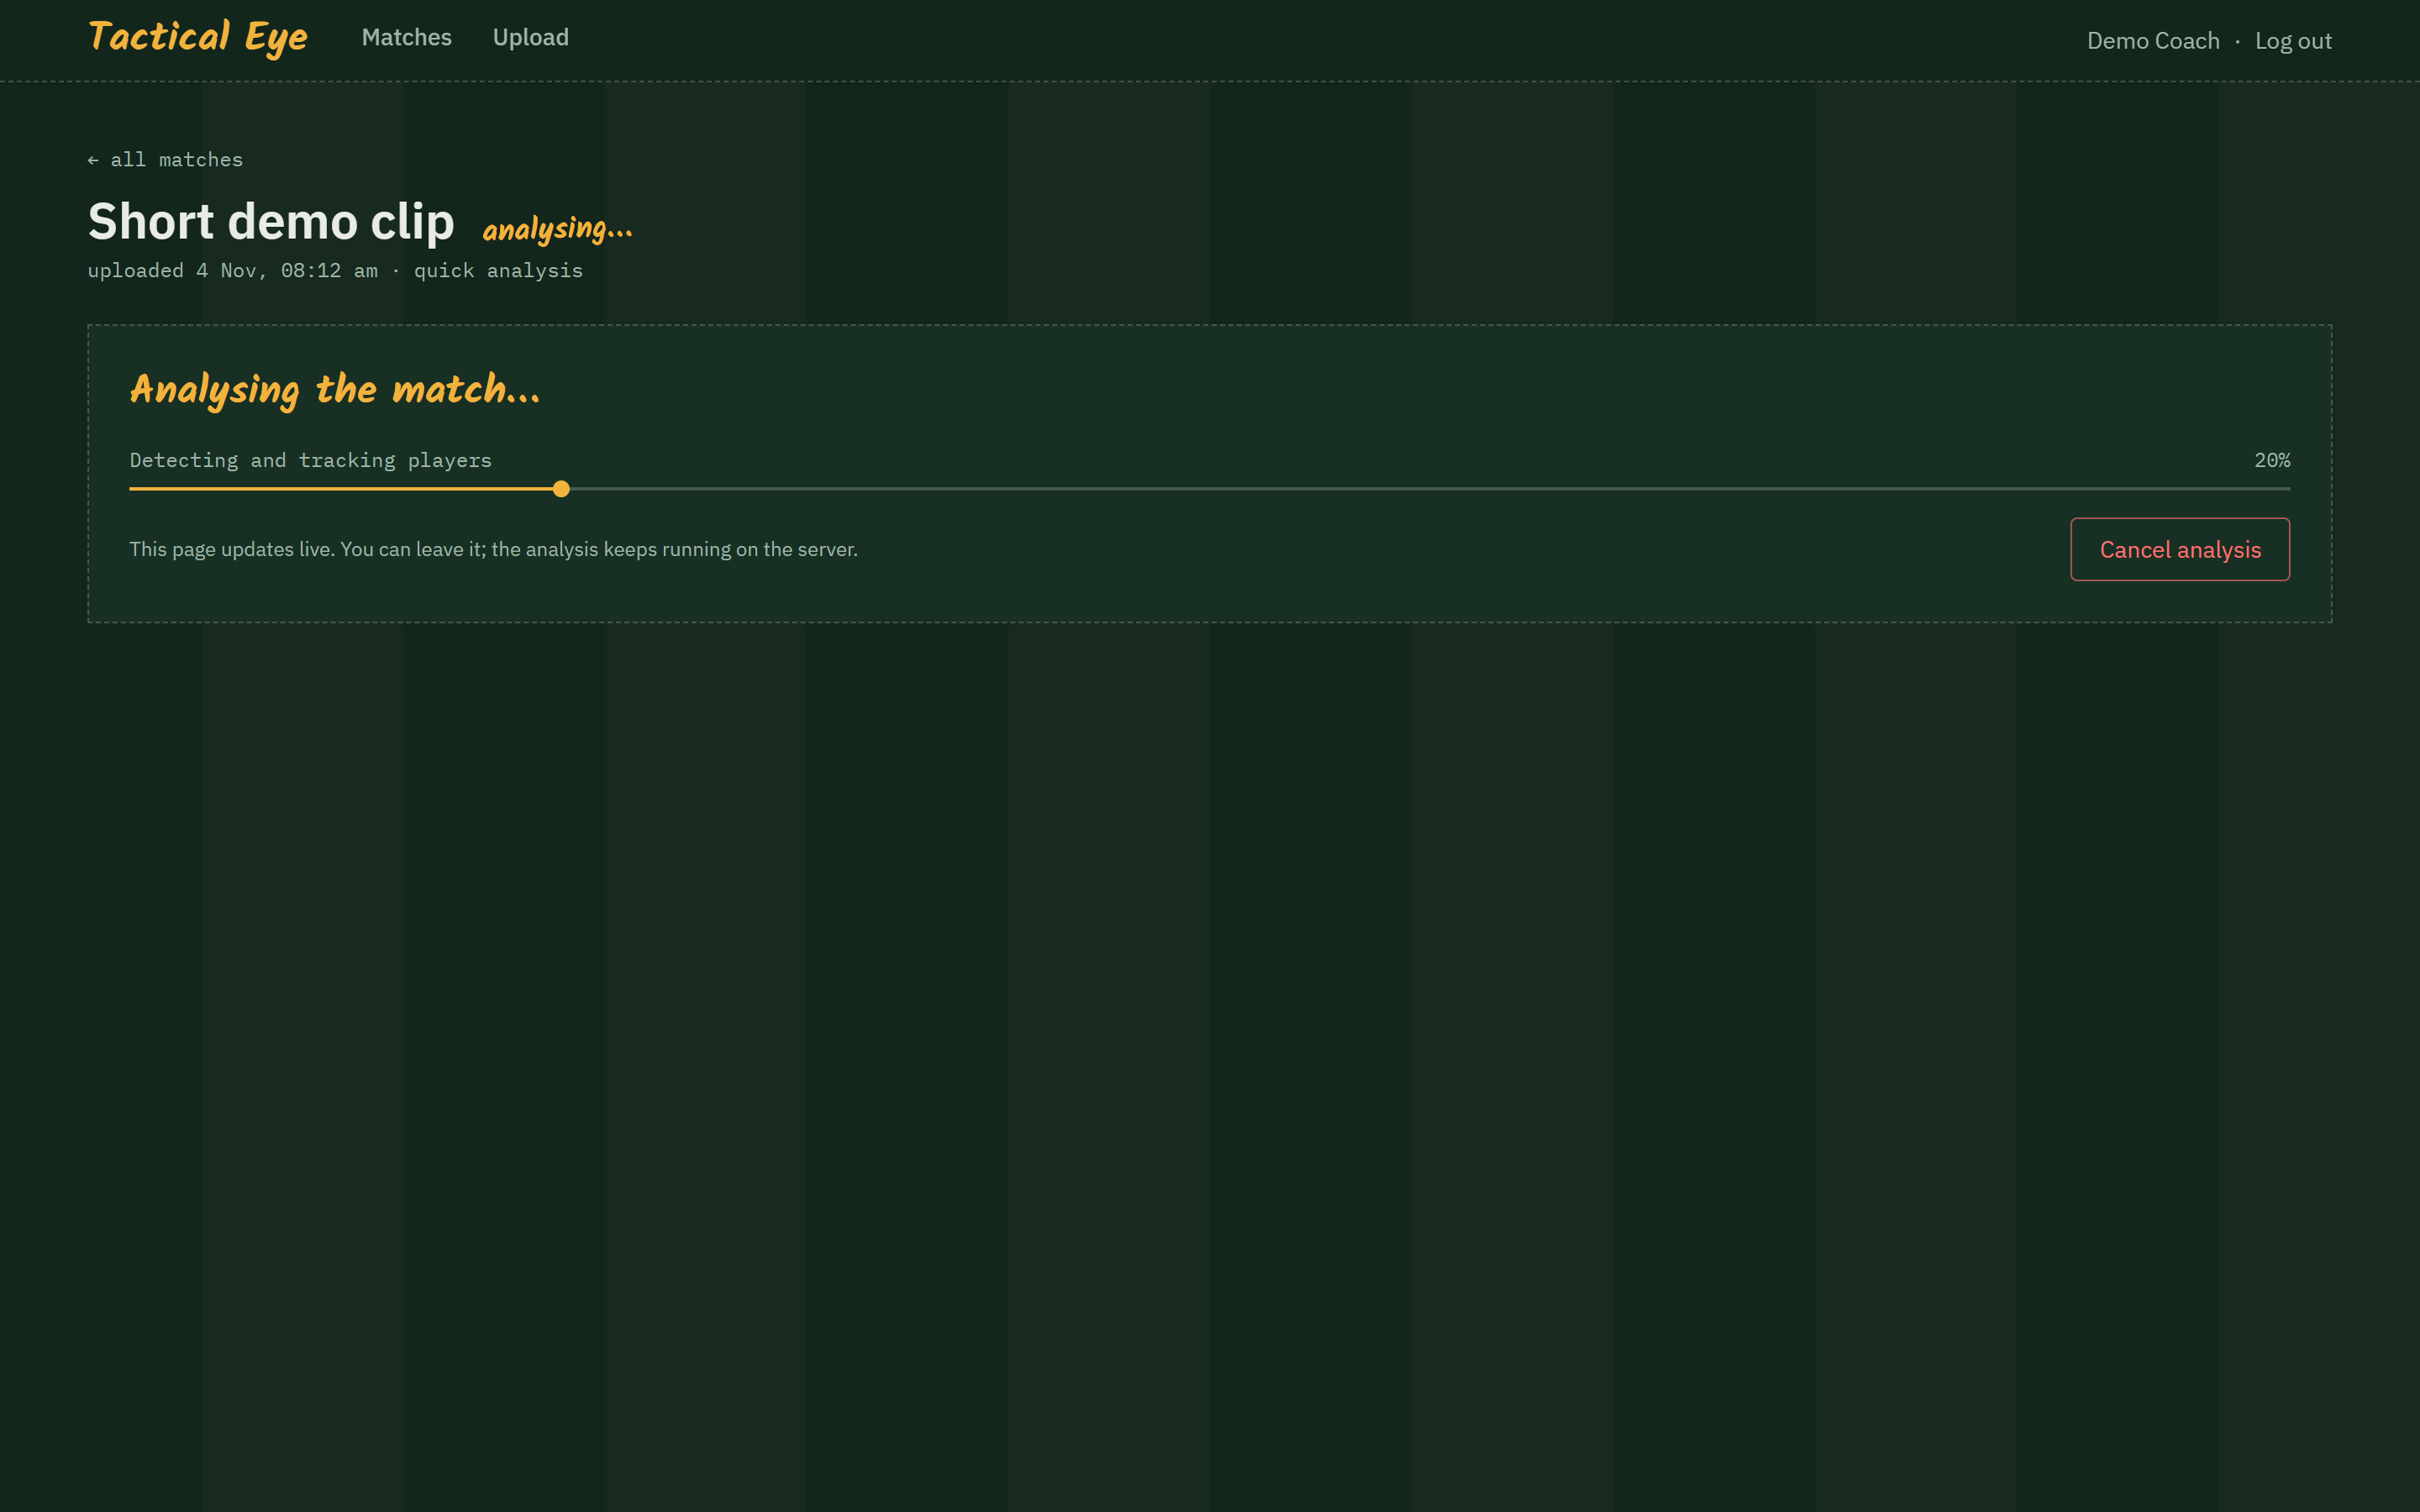 Tactical Eye
Matches
Upload
Demo Coach · Log out
← all matches
Short demo clip analysing...
uploaded 4 Nov, 08:12 am · quick analysis
Analysing the match...
Detecting and tracking players 20%
This page updates live. You can leave it; the analysis keeps running on the server.
Cancel analysis